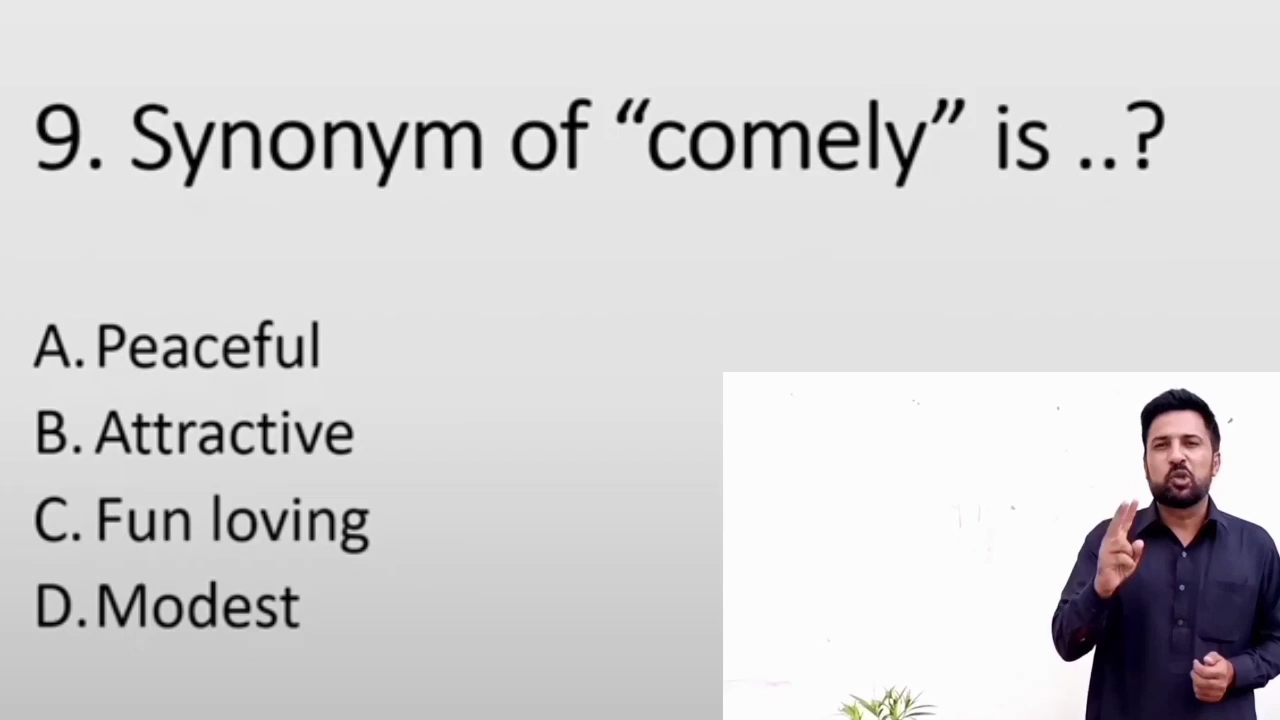 9. Synonym of “comely” is ..?
A. Peaceful
B. Attractive
C. Fun loving
D. Modest